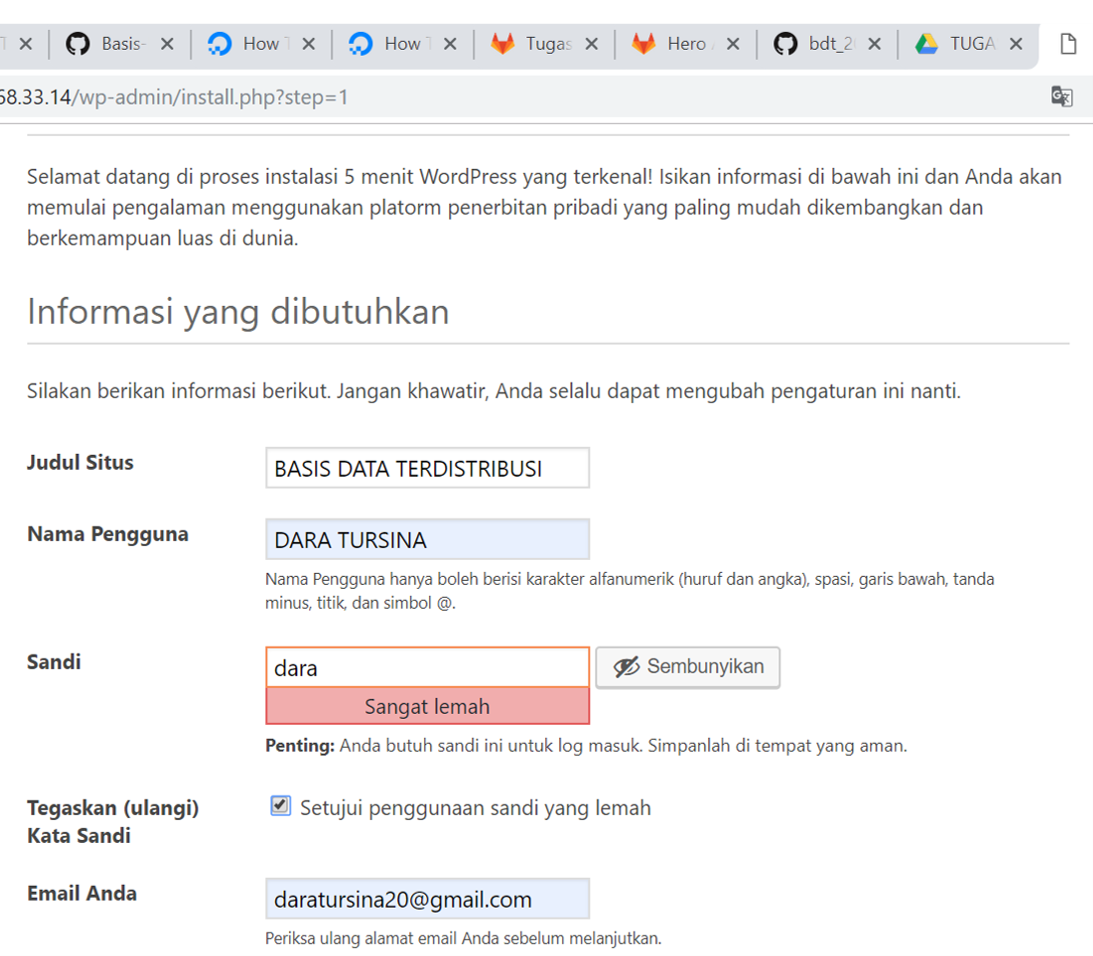 Basis- How T How T Tugas Hero bdt_20 TUGA
68.33.14/wp-admin/install.php?step=1
Selamat datang di proses instalasi 5 menit WordPress yang terkenal! Isikan informasi di bawah ini dan Anda akan
memulai pengalaman menggunakan platorm penerbitan pribadi yang paling mudah dikembangkan dan
berkemampuan luas di dunia.
Informasi yang dibutuhkan
Silakan berikan informasi berikut. Jangan khawatir, Anda selalu dapat mengubah pengaturan ini nanti.
Judul Situs BASIS DATA TERDISTRIBUSI
Nama Pengguna DARA TURSINA
Nama Pengguna hanya boleh berisi karakter alfanumerik (huruf dan angka), spasi, garis bawah, tanda
minus, titik, dan simbol @.
Sandi dara Sembunyikan
Sangat lemah
Penting: Anda butuh sandi ini untuk log masuk. Simpanlah di tempat yang aman.
Tegaskan (ulangi) Setujui penggunaan sandi yang lemah
Kata Sandi
Email Anda daratursina20@gmail.com
Periksa ulang alamat email Anda sebelum melanjutkan.